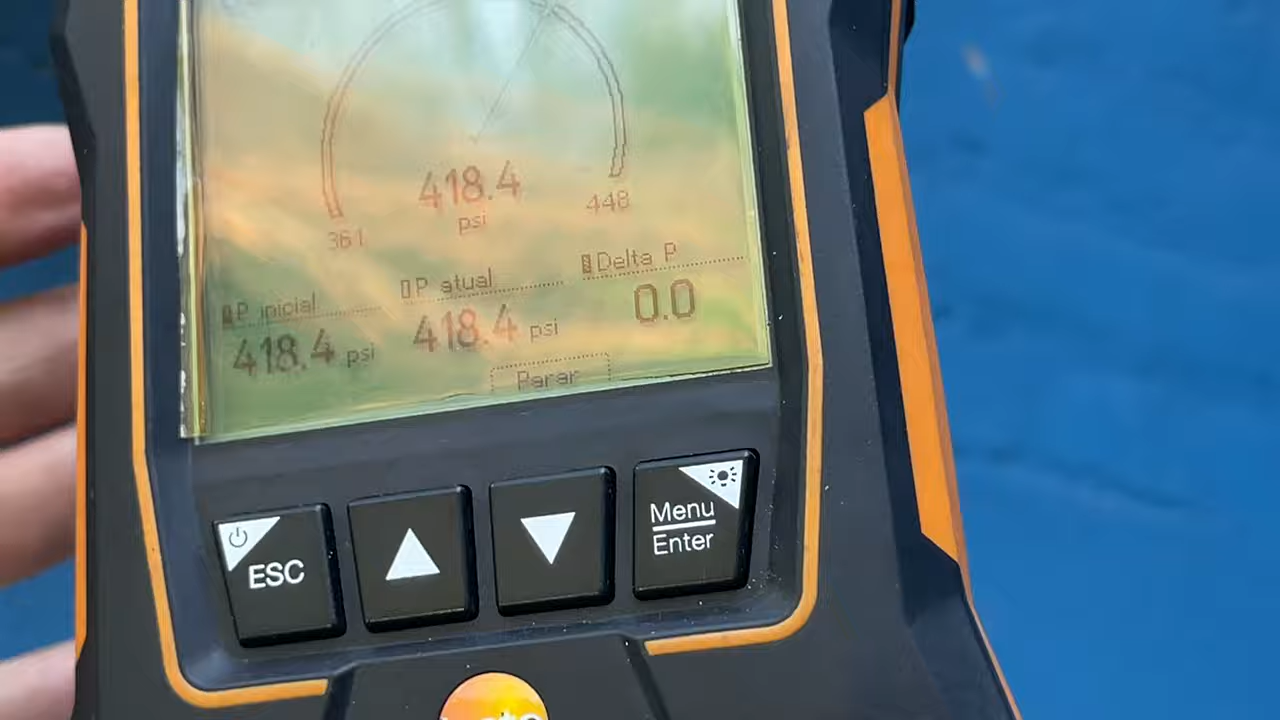 418.4
psi
361
448
P inicial
P atual
Delta P
418.4 psi
418.4 psi
0.0
Parar
ESC
Menu
Enter